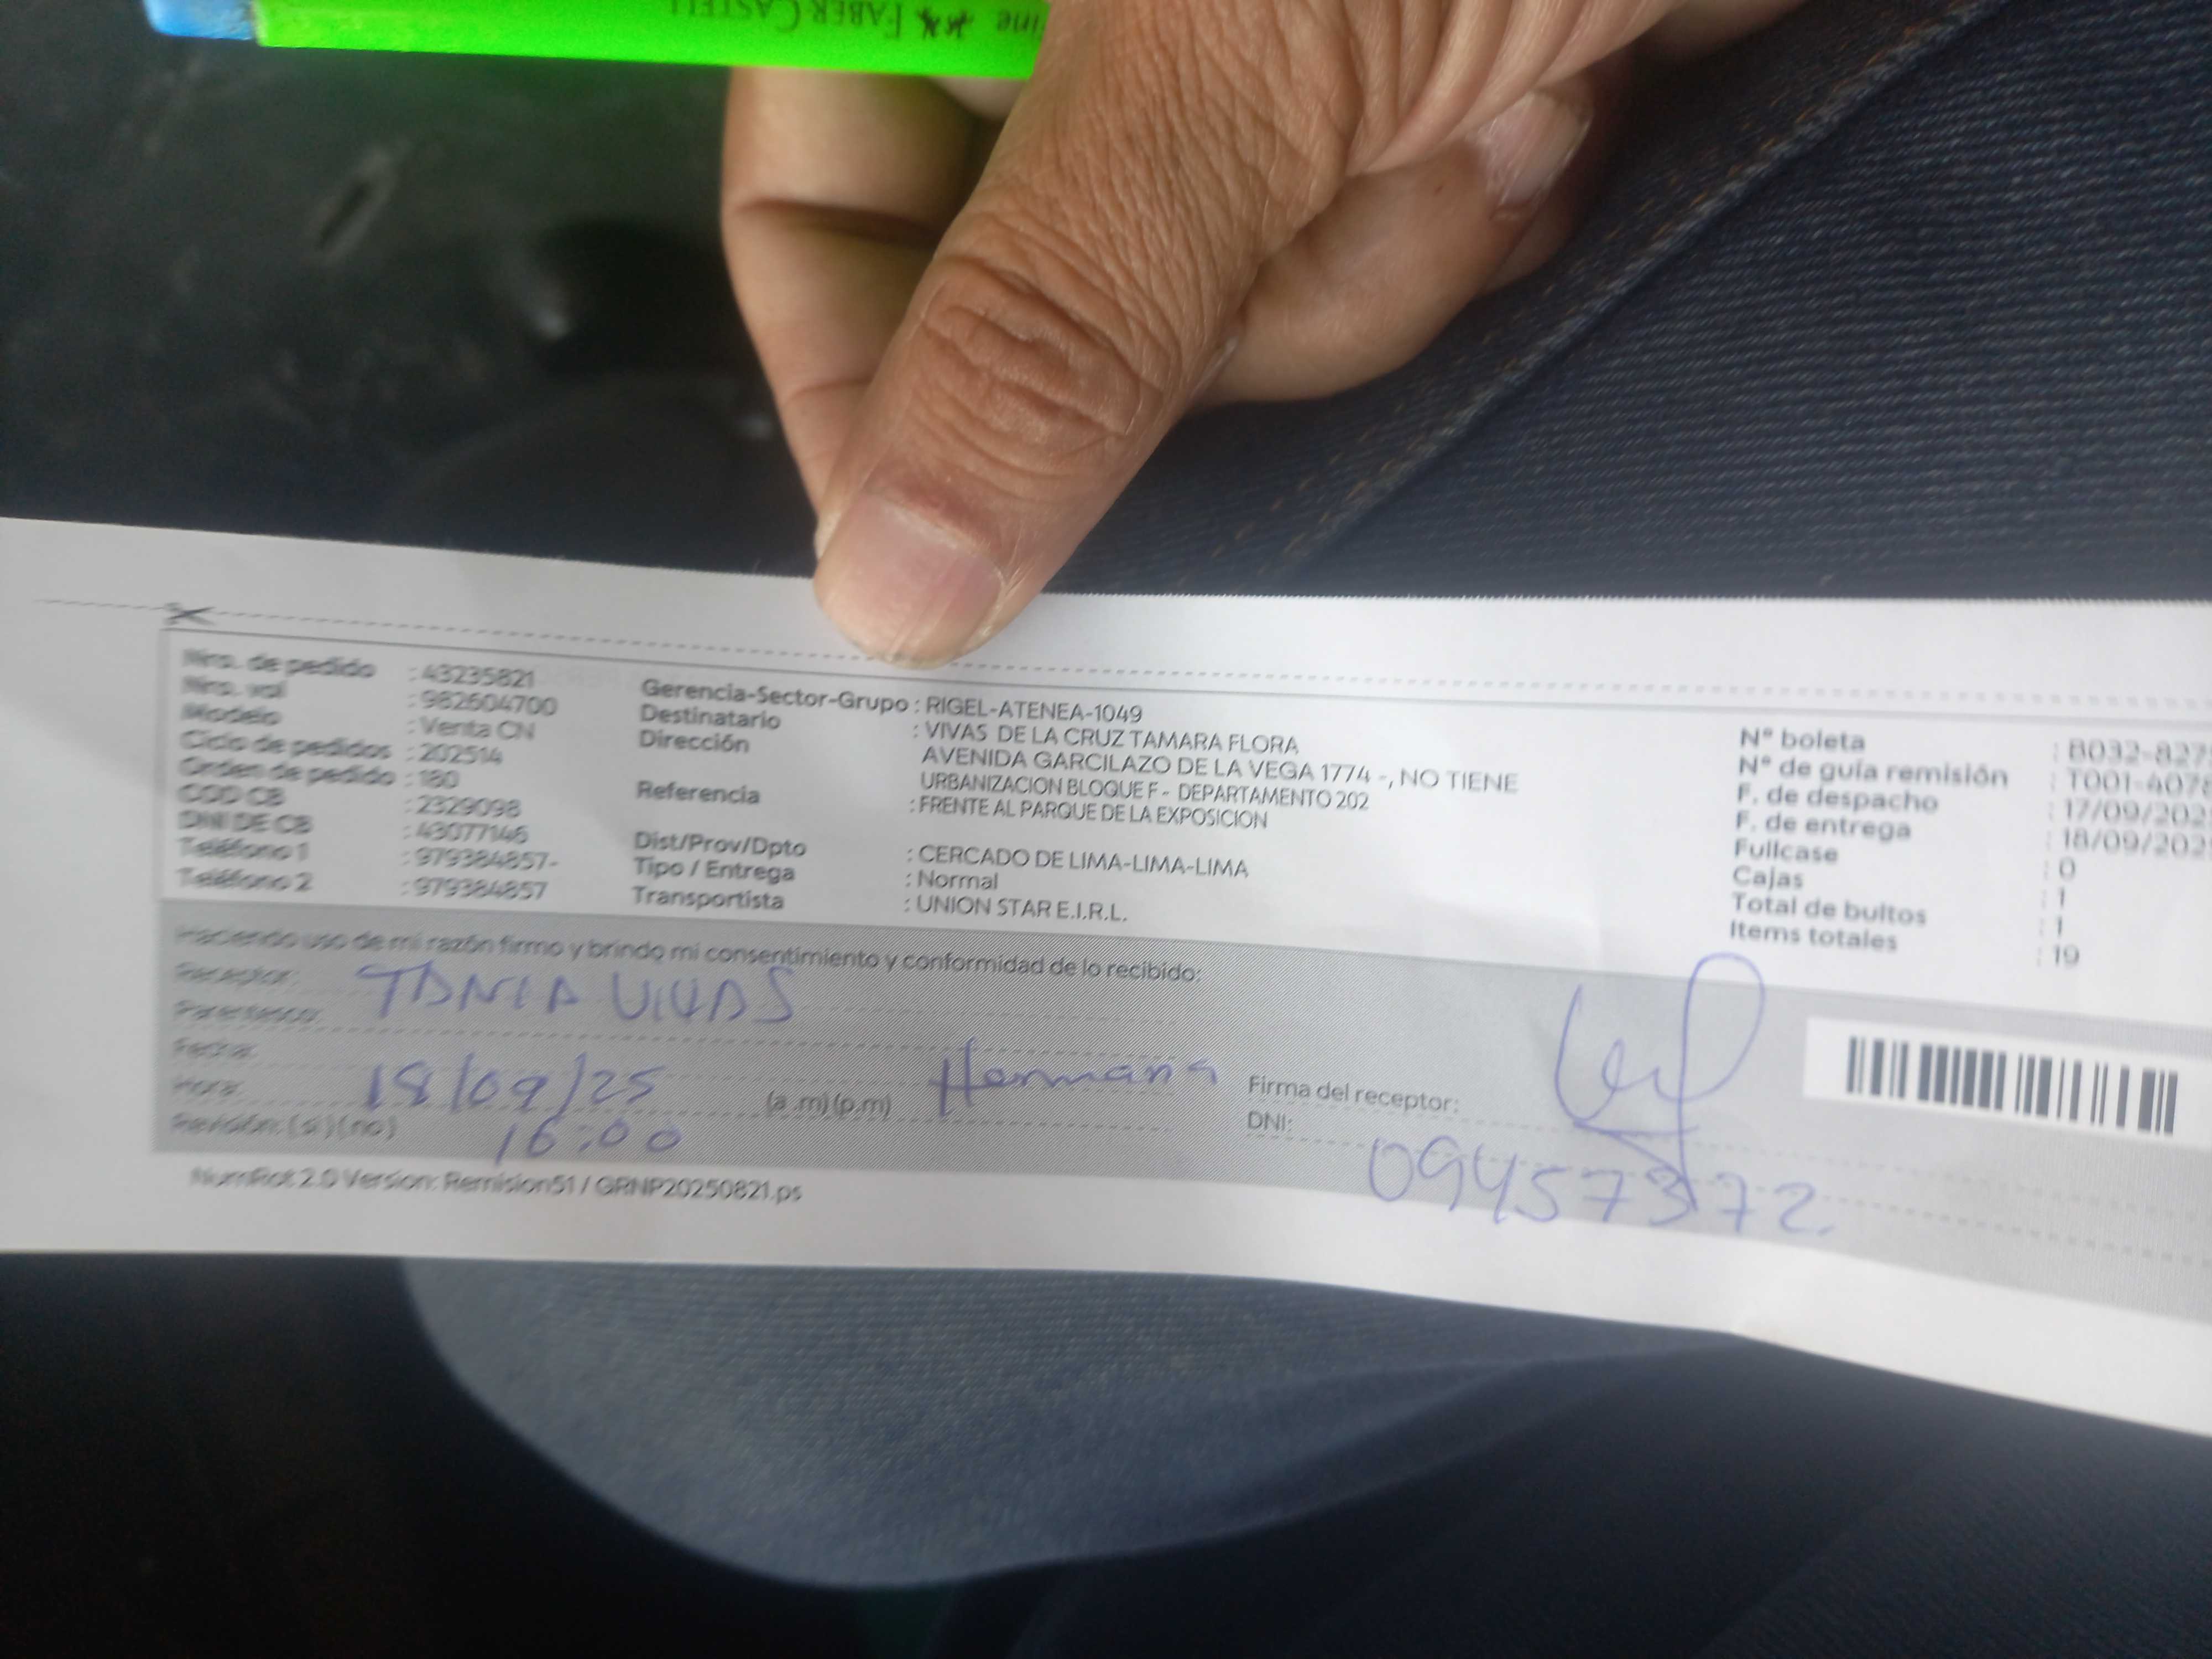 ine ** FABER CASTELL
Nro. de pedido : 43235821
Nro. val : 982604700
Modelo : Venta CN
Ciclo de pedidos : 202514
Orden de pedido : 180
COD CB : 2329098
DNI DE CB : 43077146
Teléfono 1 : 979384857-
Teléfono 2 : 979384857
Gerencia-Sector-Grupo : RIGEL-ATENEA-1049
Destinatario : VIVAS DE LA CRUZ TAMARA FLORA
Dirección AVENIDA GARCILAZO DE LA VEGA 1774 -, NO TIENE
URBANIZACION BLOQUE F - DEPARTAMENTO 202
Referencia : FRENTE AL PARQUE DE LA EXPOSICION
Dist/Prov/Dpto : CERCADO DE LIMA-LIMA-LIMA
Tipo / Entrega : Normal
Transportista : UNION STAR E.I.R.L.
N° boleta : B032-827
N° de guía remisión : T001-4078
F. de despacho : 17/09/202
F. de entrega : 18/09/202
Fullcase : 0
Cajas : 1
Total de bultos : 1
Items totales : 19
Haciendo uso de mi razón firmo y brindo mi consentimiento y conformidad de lo recibido:
Receptor: TANIA VIVAS
Parentesco: Hermana
Fecha: 18/09/25
Hora: 16:00 (a .m) (p.m)
Revisión: (si) (no)
Firma del receptor:
DNI: 09457372
NumRot 2.0 Version: Remision51 / GRNP20250821.ps